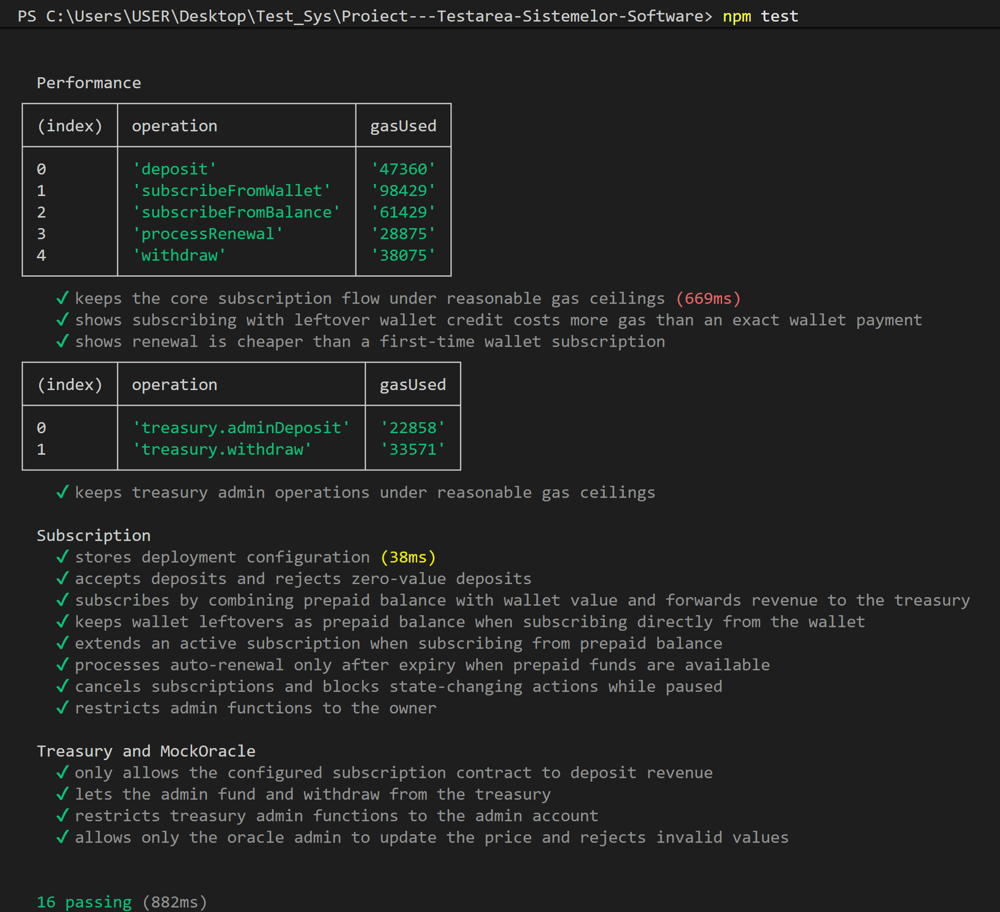 PS C:\Users\USER\Desktop\Test_Sys\Proiect---Testarea-Sistemelor-Software> npm test
Performance
(index) operation gasUsed
0 'deposit' '47360'
1 'subscribeFromWallet' '98429'
2 'subscribeFromBalance' '61429'
3 'processRenewal' '28875'
4 'withdraw' '38075'
✓ keeps the core subscription flow under reasonable gas ceilings (669ms)
✓ shows subscribing with leftover wallet credit costs more gas than an exact wallet payment
✓ shows renewal is cheaper than a first-time wallet subscription
(index) operation gasUsed
0 'treasury.adminDeposit' '22858'
1 'treasury.withdraw' '33571'
✓ keeps treasury admin operations under reasonable gas ceilings
Subscription
✓ stores deployment configuration (38ms)
✓ accepts deposits and rejects zero-value deposits
✓ subscribes by combining prepaid balance with wallet value and forwards revenue to the treasury
✓ keeps wallet leftovers as prepaid balance when subscribing directly from the wallet
✓ extends an active subscription when subscribing from prepaid balance
✓ processes auto-renewal only after expiry when prepaid funds are available
✓ cancels subscriptions and blocks state-changing actions while paused
✓ restricts admin functions to the owner
Treasury and MockOracle
✓ only allows the configured subscription contract to deposit revenue
✓ lets the admin fund and withdraw from the treasury
✓ restricts treasury admin functions to the admin account
✓ allows only the oracle admin to update the price and rejects invalid values
16 passing (882ms)